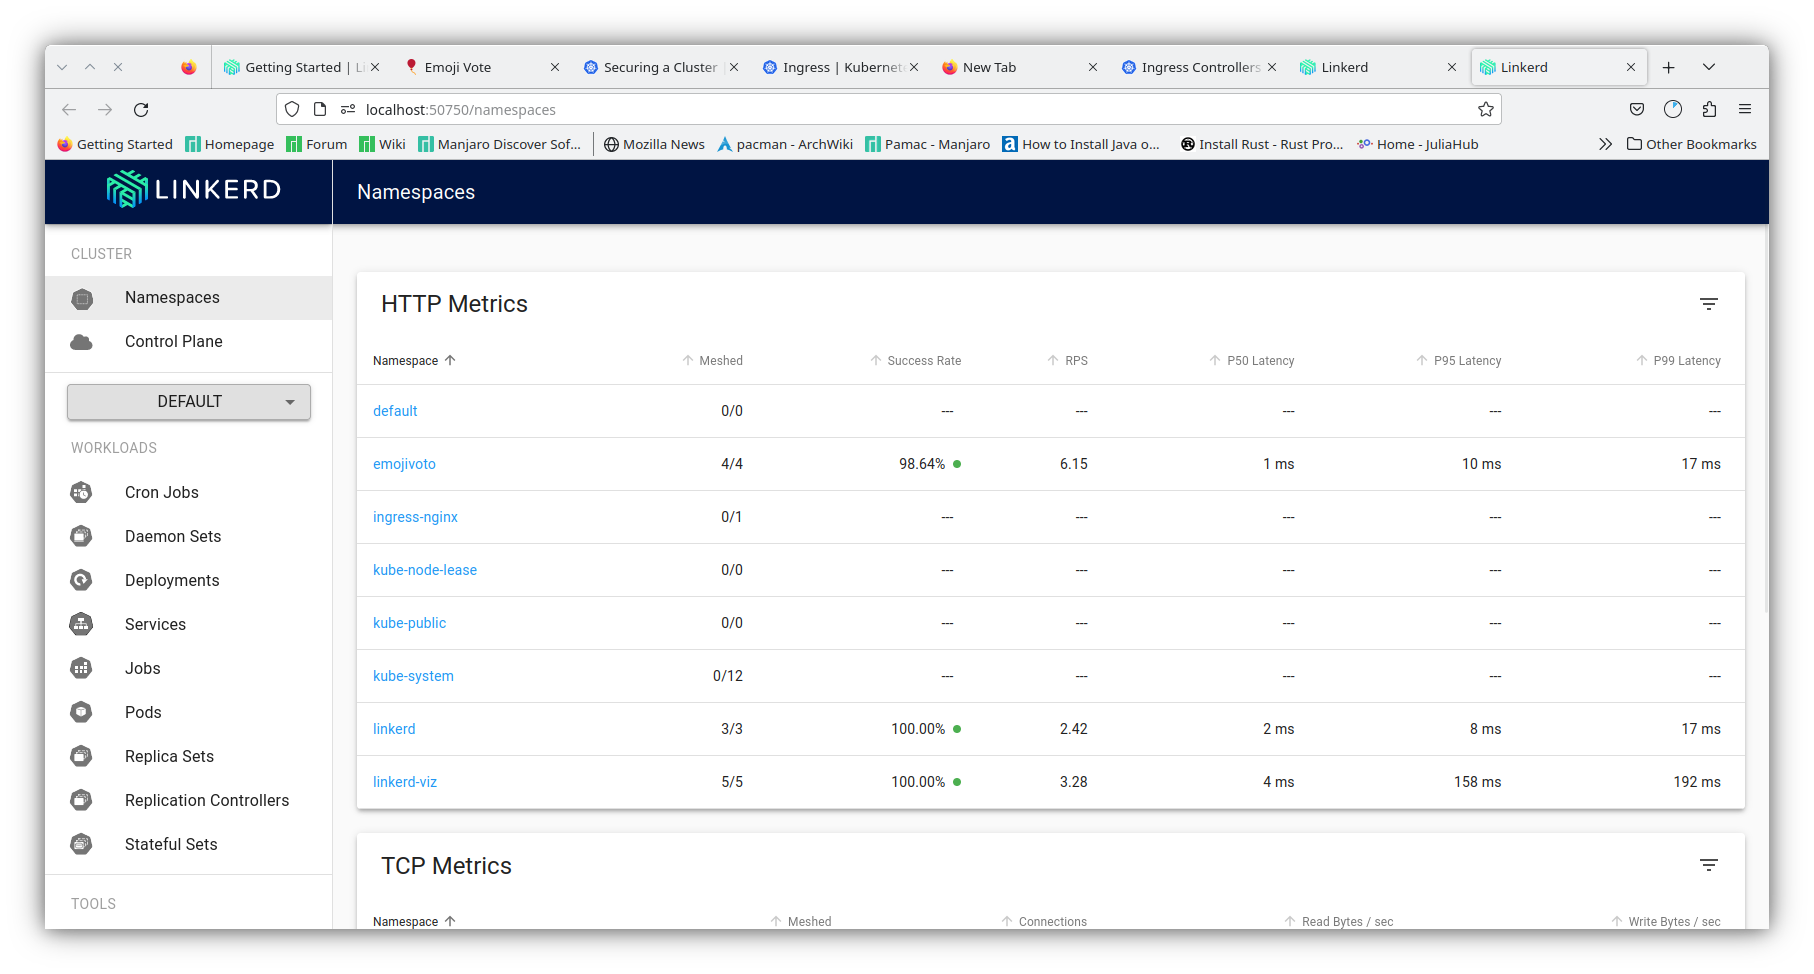 Getting Started | Li
Emoji Vote
Securing a Cluster |
Ingress | Kubernete
New Tab
Ingress Controllers
Linkerd
Linkerd
localhost:50750/namespaces
Getting Started
Homepage
Forum
Wiki
Manjaro Discover Sof...
Mozilla News
pacman - ArchWiki
Pamac - Manjaro
How to Install Java o...
Install Rust - Rust Pro...
Home - JuliaHub
Other Bookmarks
LINKERD
Namespaces
CLUSTER
Namespaces
Control Plane
DEFAULT
WORKLOADS
Cron Jobs
Daemon Sets
Deployments
Services
Jobs
Pods
Replica Sets
Replication Controllers
Stateful Sets
TOOLS
HTTP Metrics
Namespace Meshed Success Rate RPS P50 Latency P95 Latency P99 Latency
default 0/0 --- --- --- --- ---
emojivoto 4/4 98.64% 6.15 1 ms 10 ms 17 ms
ingress-nginx 0/1 --- --- --- --- ---
kube-node-lease 0/0 --- --- --- --- ---
kube-public 0/0 --- --- --- --- ---
kube-system 0/12 --- --- --- --- ---
linkerd 3/3 100.00% 2.42 2 ms 8 ms 17 ms
linkerd-viz 5/5 100.00% 3.28 4 ms 158 ms 192 ms
TCP Metrics
Namespace Meshed Connections Read Bytes / sec Write Bytes / sec